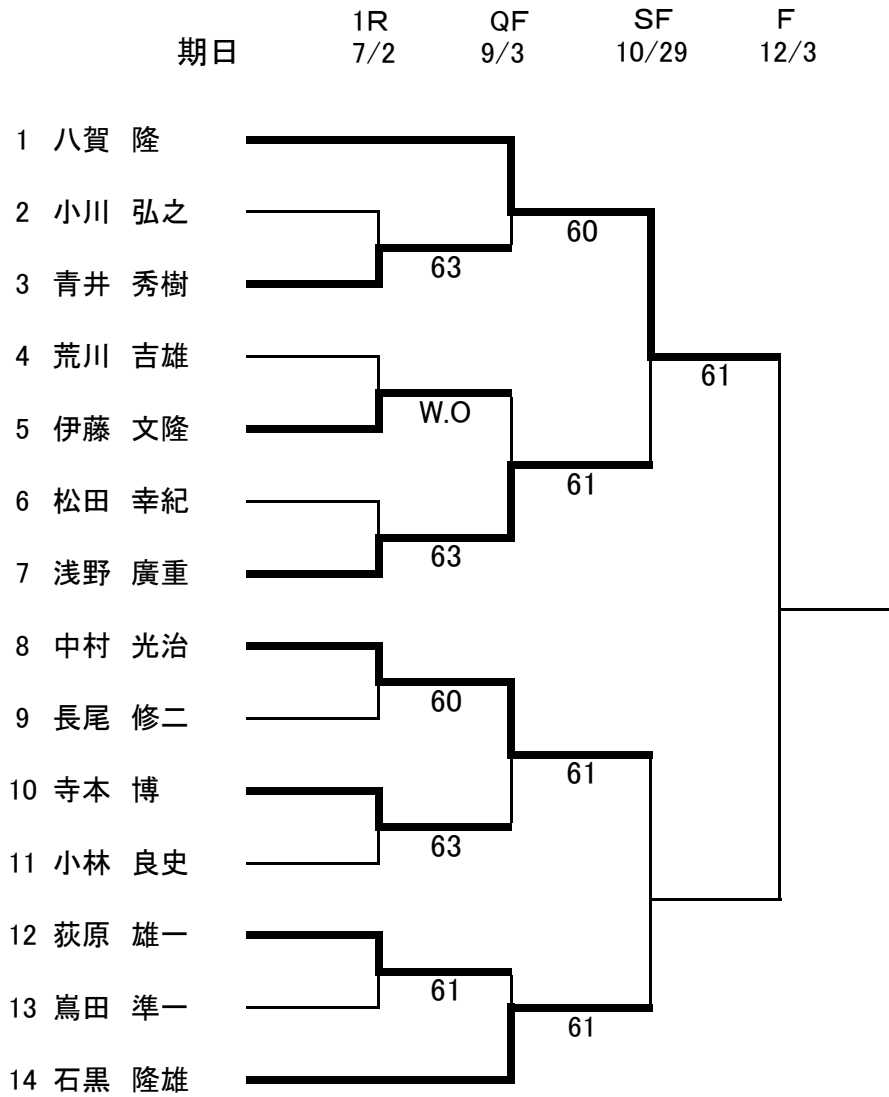 1R QF SF F
期日 7/2 9/3 10/29 12/3
1 八賀 隆
2 小川 弘之
60
63
3 青井 秀樹
4 荒川 吉雄
61
W.O
5 伊藤 文隆
61
6 松田 幸紀
63
7 浅野 廣重
8 中村 光治
60
9 長尾 修二
61
10 寺本 博
63
11 小林 良史
12 荻原 雄一
61
13 嶌田 準一
61
14 石黒 隆雄